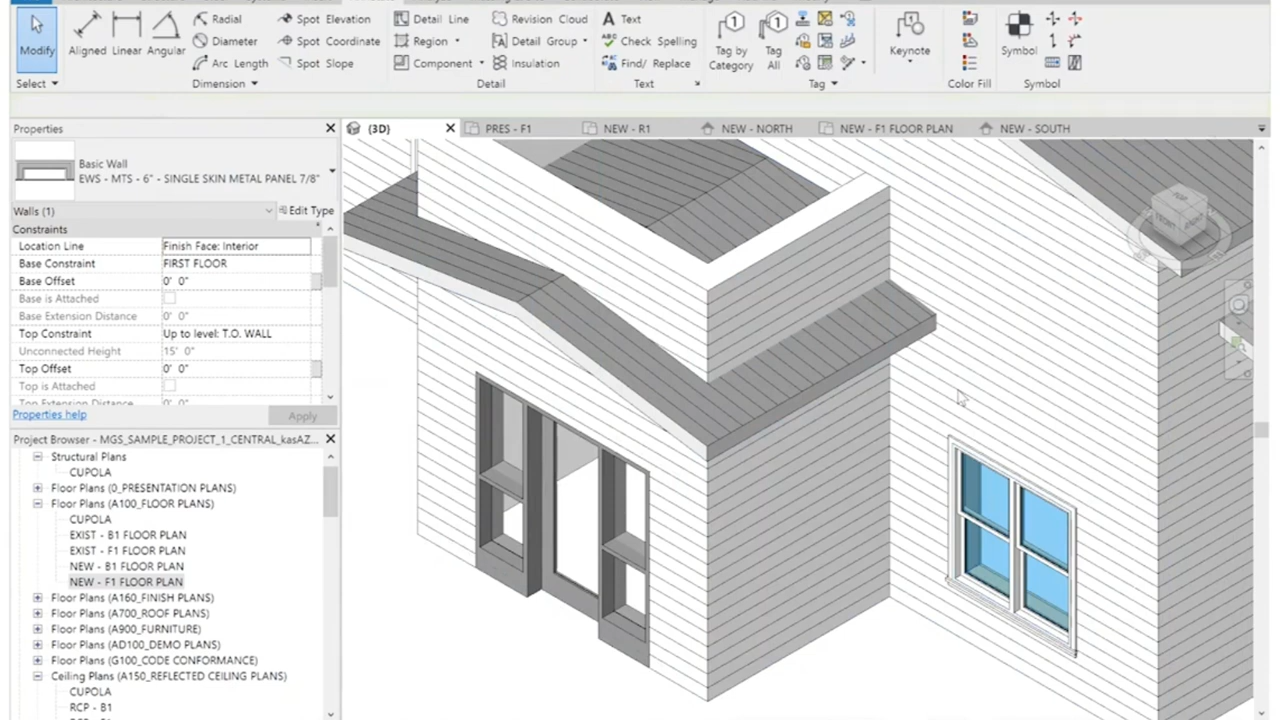 Modify
Select
Aligned
Linear
Angular
Radial
Diameter
Arc Length
Dimension
Spot Elevation
Spot Coordinate
Spot Slope
Detail Line
Region
Component
Revision Cloud
Detail Group
Insulation
Detail
A Text
ABC Check Spelling
Find/ Replace
Text
Tag by
Category
Tag
All
Tag
Keynote
Color Fill
Symbol
Symbol
Properties
Basic Wall
EWS - MTS - 6" - SINGLE SKIN METAL PANEL 7/8"
Walls (1)
Edit Type
Constraints
Location Line Finish Face: Interior
Base Constraint FIRST FLOOR
Base Offset 0' 0"
Base is Attached
Base Extension Distance 0' 0"
Top Constraint Up to level: T.O. WALL
Unconnected Height 15' 0"
Top Offset 0' 0"
Top is Attached
Top Extension Distance 0' 0"
Properties help
Apply
Project Browser - MGS_SAMPLE_PROJECT_1_CENTRAL_kasAZ...
Structural Plans
CUPOLA
Floor Plans (0_PRESENTATION PLANS)
Floor Plans (A100_FLOOR PLANS)
CUPOLA
EXIST - B1 FLOOR PLAN
EXIST - F1 FLOOR PLAN
NEW - B1 FLOOR PLAN
NEW - F1 FLOOR PLAN
Floor Plans (A160_FINISH PLANS)
Floor Plans (A700_ROOF PLANS)
Floor Plans (A900_FURNITURE)
Floor Plans (AD100_DEMO PLANS)
Floor Plans (G100_CODE CONFORMANCE)
Ceiling Plans (A150_REFLECTED CEILING PLANS)
CUPOLA
RCP - B1
{3D}
PRES - F1
NEW - R1
NEW - NORTH
NEW - F1 FLOOR PLAN
NEW - SOUTH
TOP
FRONT